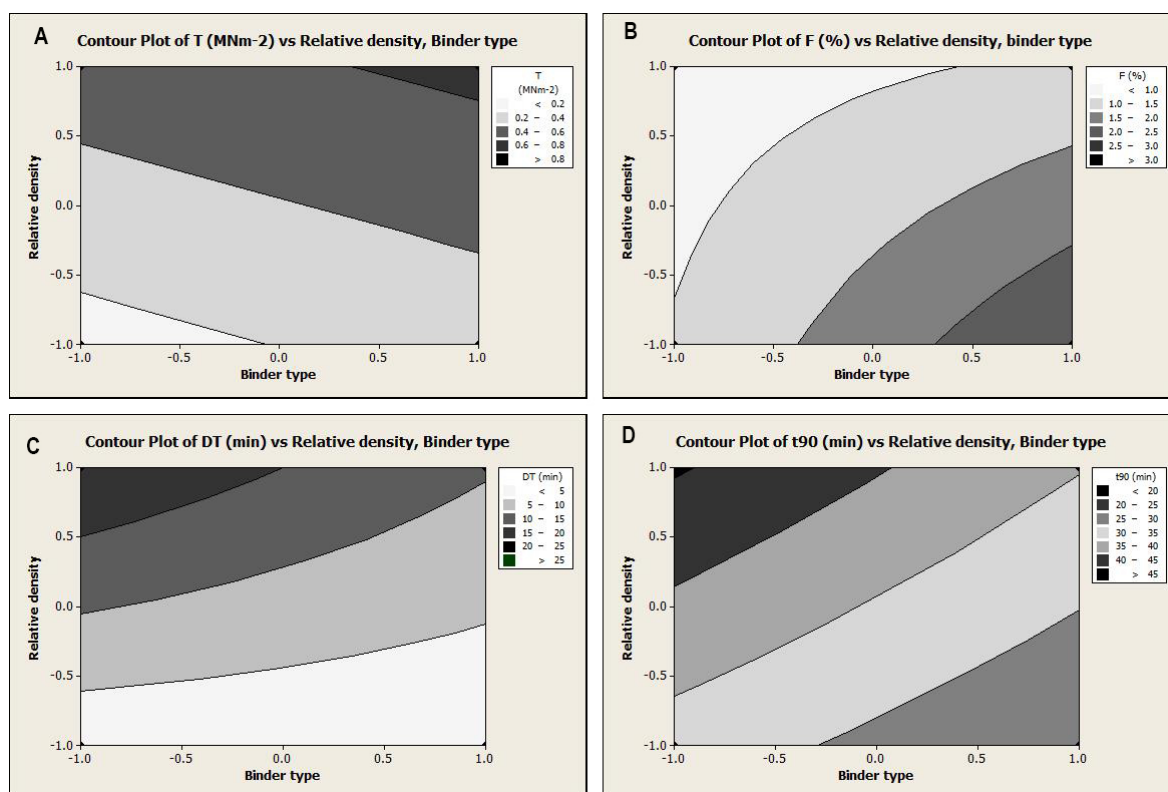 A
Contour Plot of T (MNm-2) vs Relative density, Binder type
1.0
0.5
0.0
-0.5
-1.0
Relative density
-1.0 -0.5 0.0 0.5 1.0
Binder type
T
(MNm-2)
< 0.2
0.2 – 0.4
0.4 – 0.6
0.6 – 0.8
> 0.8
B
Contour Plot of F (%) vs Relative density, binder type
1.0
0.5
0.0
-0.5
-1.0
Relative density
-1.0 -0.5 0.0 0.5 1.0
Binder type
F (%)
< 1.0
1.0 – 1.5
1.5 – 2.0
2.0 – 2.5
2.5 – 3.0
> 3.0
C
Contour Plot of DT (min) vs Relative density, Binder type
1.0
0.5
0.0
-0.5
-1.0
Relative density
-1.0 -0.5 0.0 0.5 1.0
Binder type
DT (min)
< 5
5 – 10
10 – 15
15 – 20
20 – 25
> 25
D
Contour Plot of t90 (min) vs Relative density, Binder type
1.0
0.5
0.0
-0.5
-1.0
Relative density
-1.0 -0.5 0.0 0.5 1.0
Binder type
t90 (min)
< 20
20 – 25
25 – 30
30 – 35
35 – 40
40 – 45
> 45